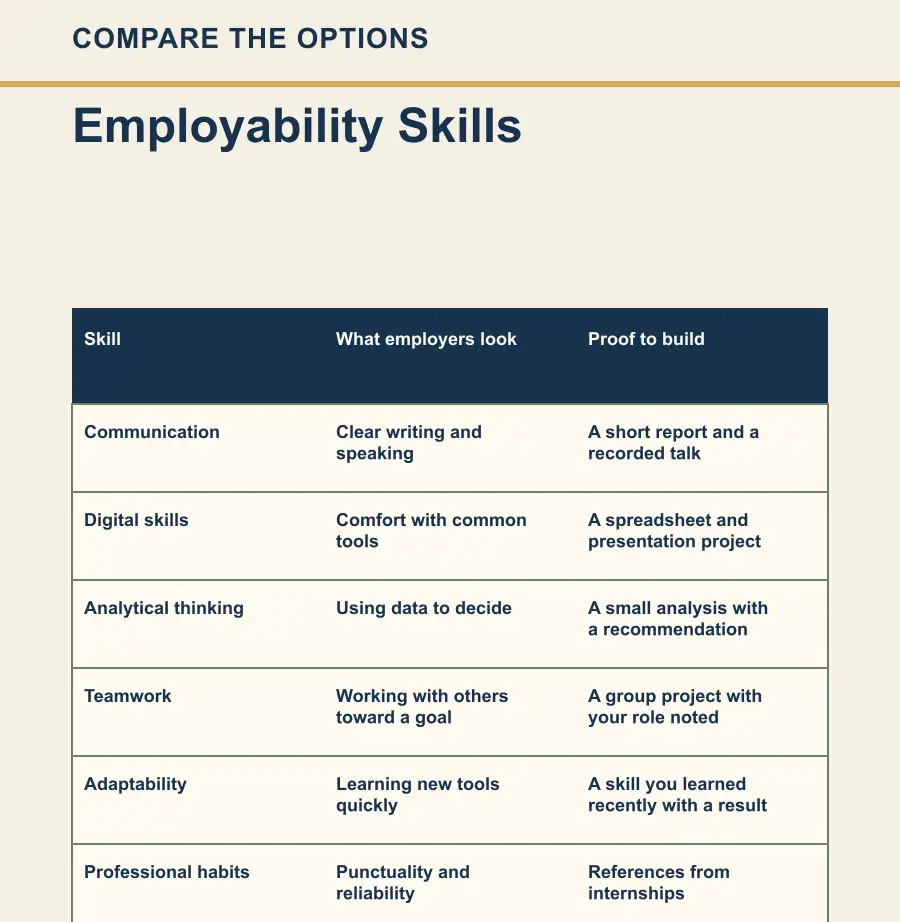 COMPARE THE OPTIONS
Employability Skills
Skill
What employers look
Proof to build
Communication
Clear writing and
speaking
A short report and a
recorded talk
Digital skills
Comfort with common
tools
A spreadsheet and
presentation project
Analytical thinking
Using data to decide
A small analysis with
a recommendation
Teamwork
Working with others
toward a goal
A group project with
your role noted
Adaptability
Learning new tools
quickly
A skill you learned
recently with a result
Professional habits
Punctuality and
reliability
References from
internships